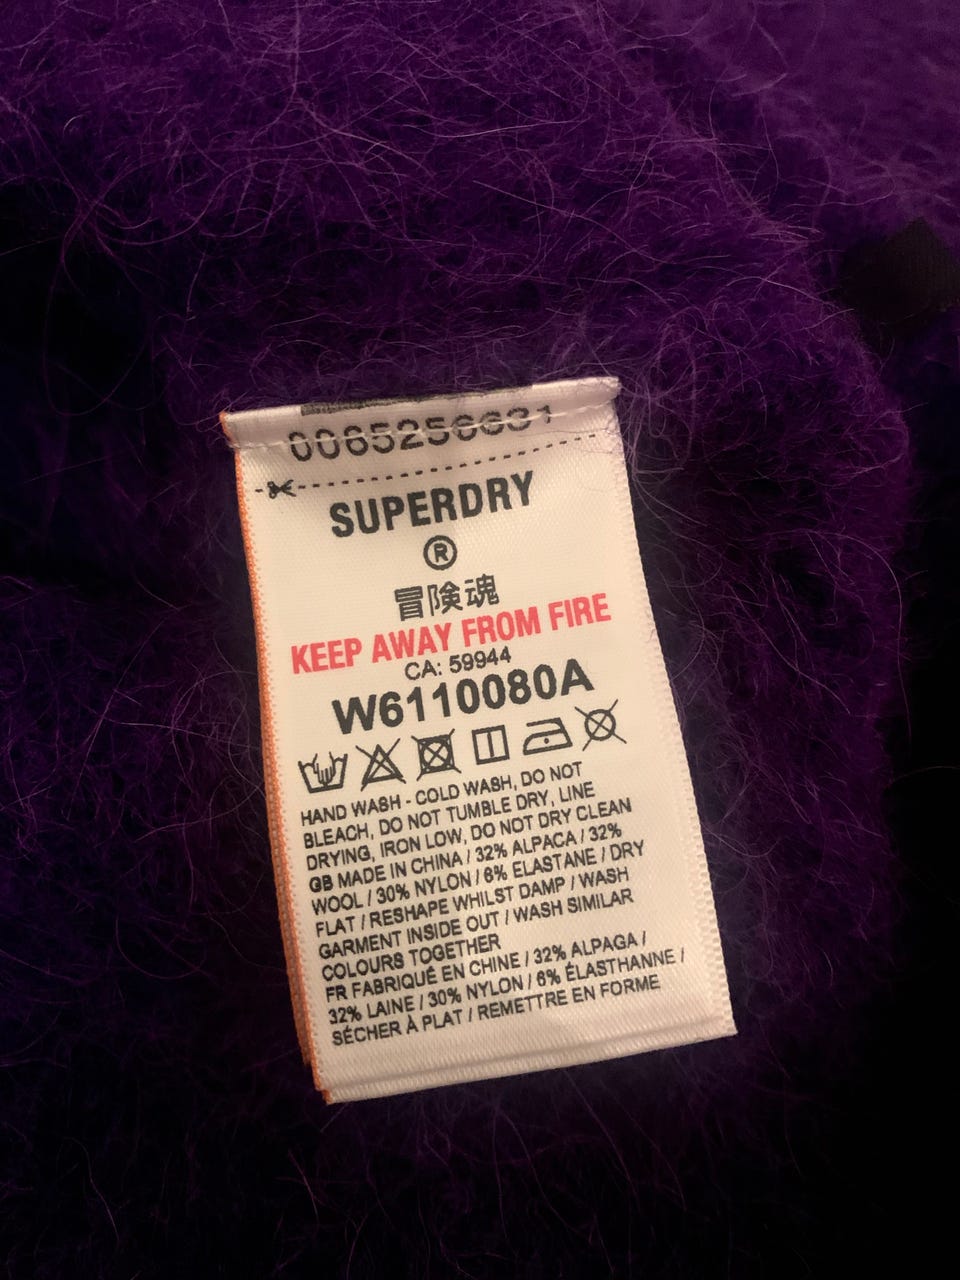 0065256631
SUPERDRY
®
冒険魂
KEEP AWAY FROM FIRE
CA: 59944
W6110080A
HAND WASH - COLD WASH, DO NOT
BLEACH, DO NOT TUMBLE DRY, LINE
DRYING, IRON LOW, DO NOT DRY CLEAN
GB MADE IN CHINA / 32% ALPACA / 32%
WOOL / 30% NYLON / 6% ELASTANE / DRY
FLAT / RESHAPE WHILST DAMP / WASH
GARMENT INSIDE OUT / WASH SIMILAR
COLOURS TOGETHER
FR FABRIQUÉ EN CHINE / 32% ALPAGA /
32% LAINE / 30% NYLON / 6% ÉLASTHANNE /
SÉCHER À PLAT / REMETTRE EN FORME